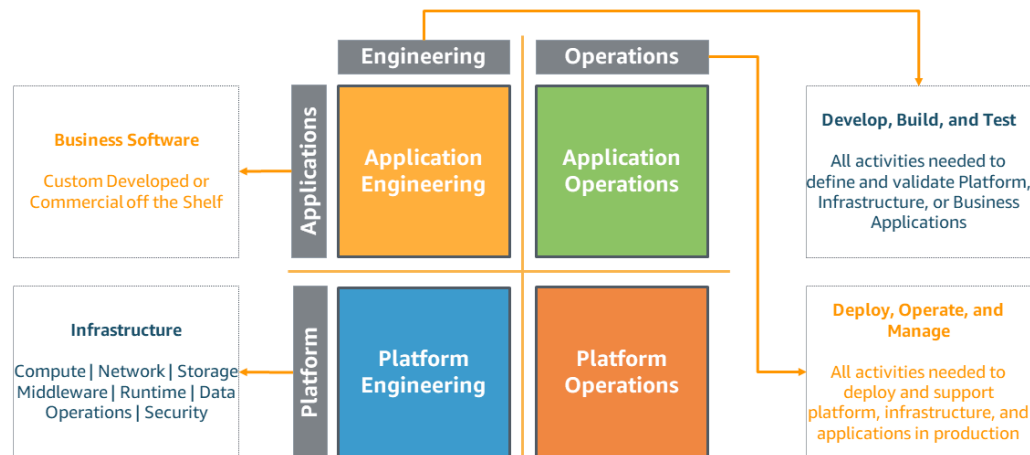 Engineering
Operations
Applications
Platform
Business Software
Custom Developed or
Commercial off the Shelf
Application
Engineering
Application
Operations
Develop, Build, and Test
All activities needed to
define and validate Platform,
Infrastructure, or Business
Applications
Infrastructure
Compute | Network | Storage
Middleware | Runtime | Data
Operations | Security
Platform
Engineering
Platform
Operations
Deploy, Operate, and
Manage
All activities needed to
deploy and support
platform, infrastructure, and
applications in production